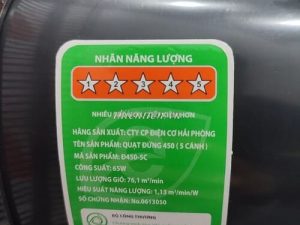 NHÃN NĂNG LƯỢNG
1 2 3 4 5
HÃNG SẢN XUẤT: CTY CP ĐIỆN CƠ HẢI PHÒNG
TÊN SẢN PHẨM: QUẠT ĐỨNG 450 ( 5 CÁNH )
MÃ SẢN PHẨM: Đ450-SC
CÔNG SUẤT: 65W
LƯU LƯỢNG GIÓ: 76,1 m³/min
HIỆU SUẤT NĂNG LƯỢNG: 1,13 m³/min/W
SỐ CHỨNG NHẬN: No.0613050
BỘ CÔNG THƯƠNG